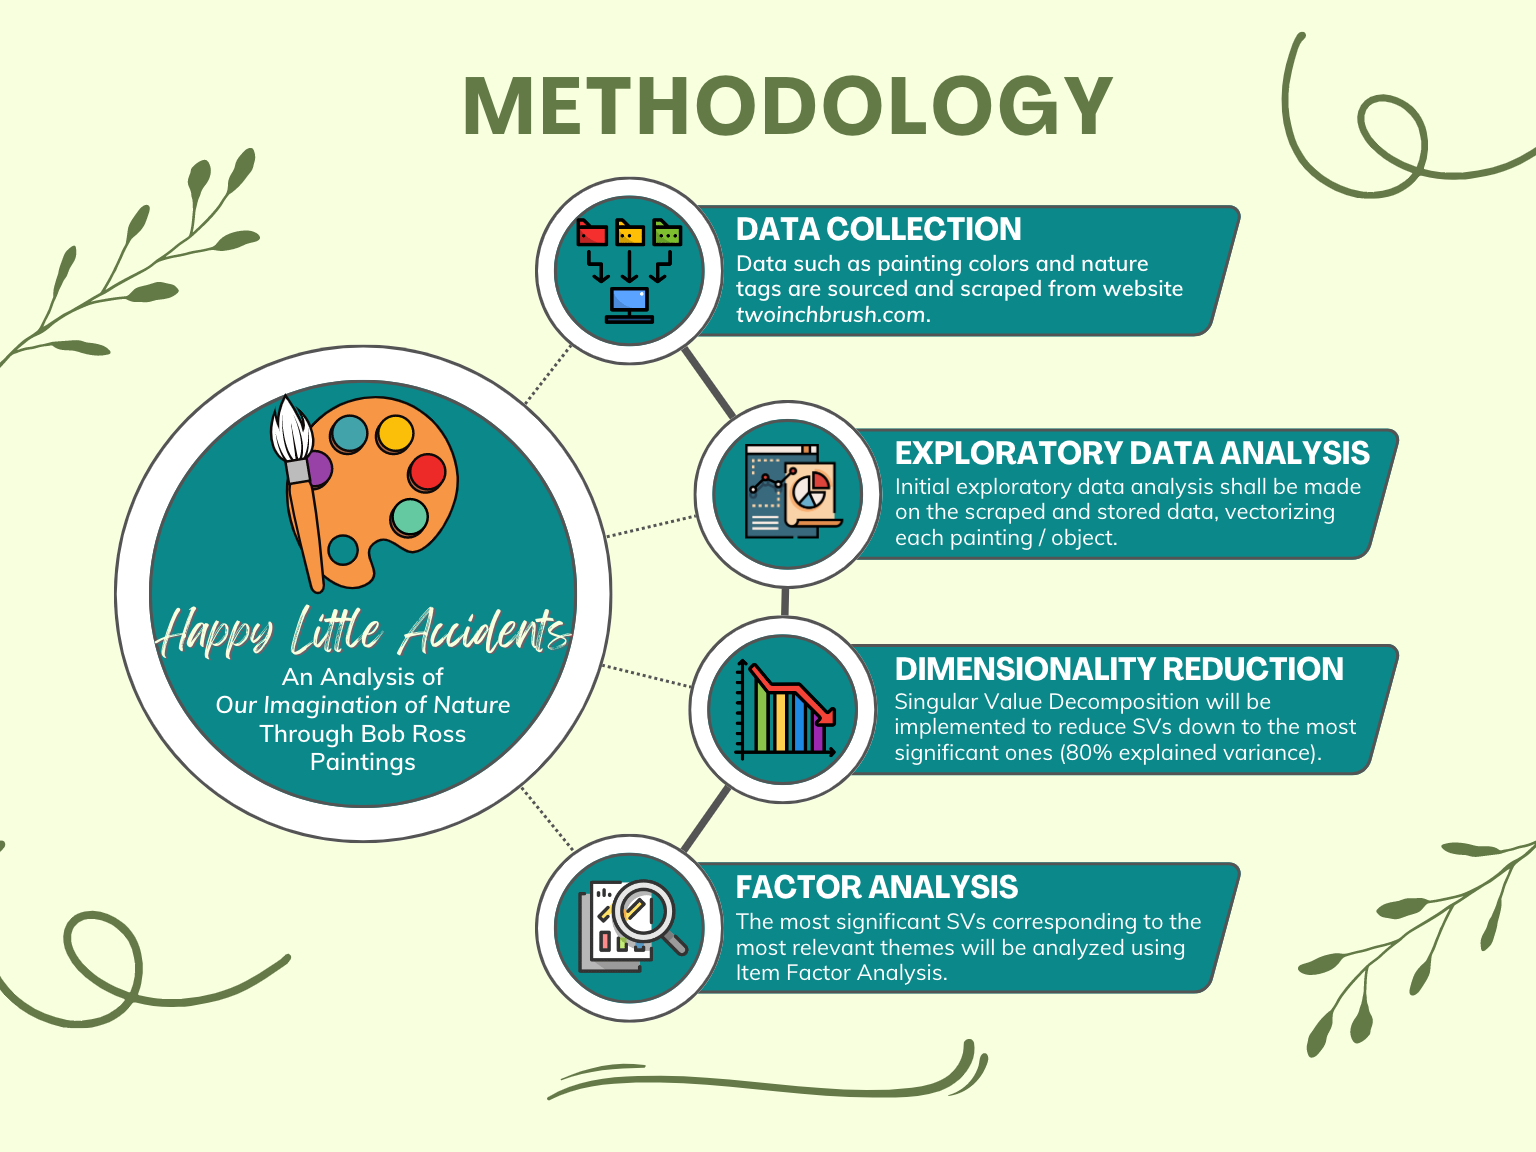 METHODOLOGY
DATA COLLECTION
Data such as painting colors and nature
tags are sourced and scraped from website
twoinchbrush.com.
EXPLORATORY DATA ANALYSIS
Initial exploratory data analysis shall be made
on the scraped and stored data, vectorizing
each painting / object.
Happy Little Accidents
An Analysis of
Our Imagination of Nature
Through Bob Ross
Paintings
DIMENSIONALITY REDUCTION
Singular Value Decomposition will be
implemented to reduce SVs down to the most
significant ones (80% explained variance).
FACTOR ANALYSIS
The most significant SVs corresponding to the
most relevant themes will be analyzed using
Item Factor Analysis.